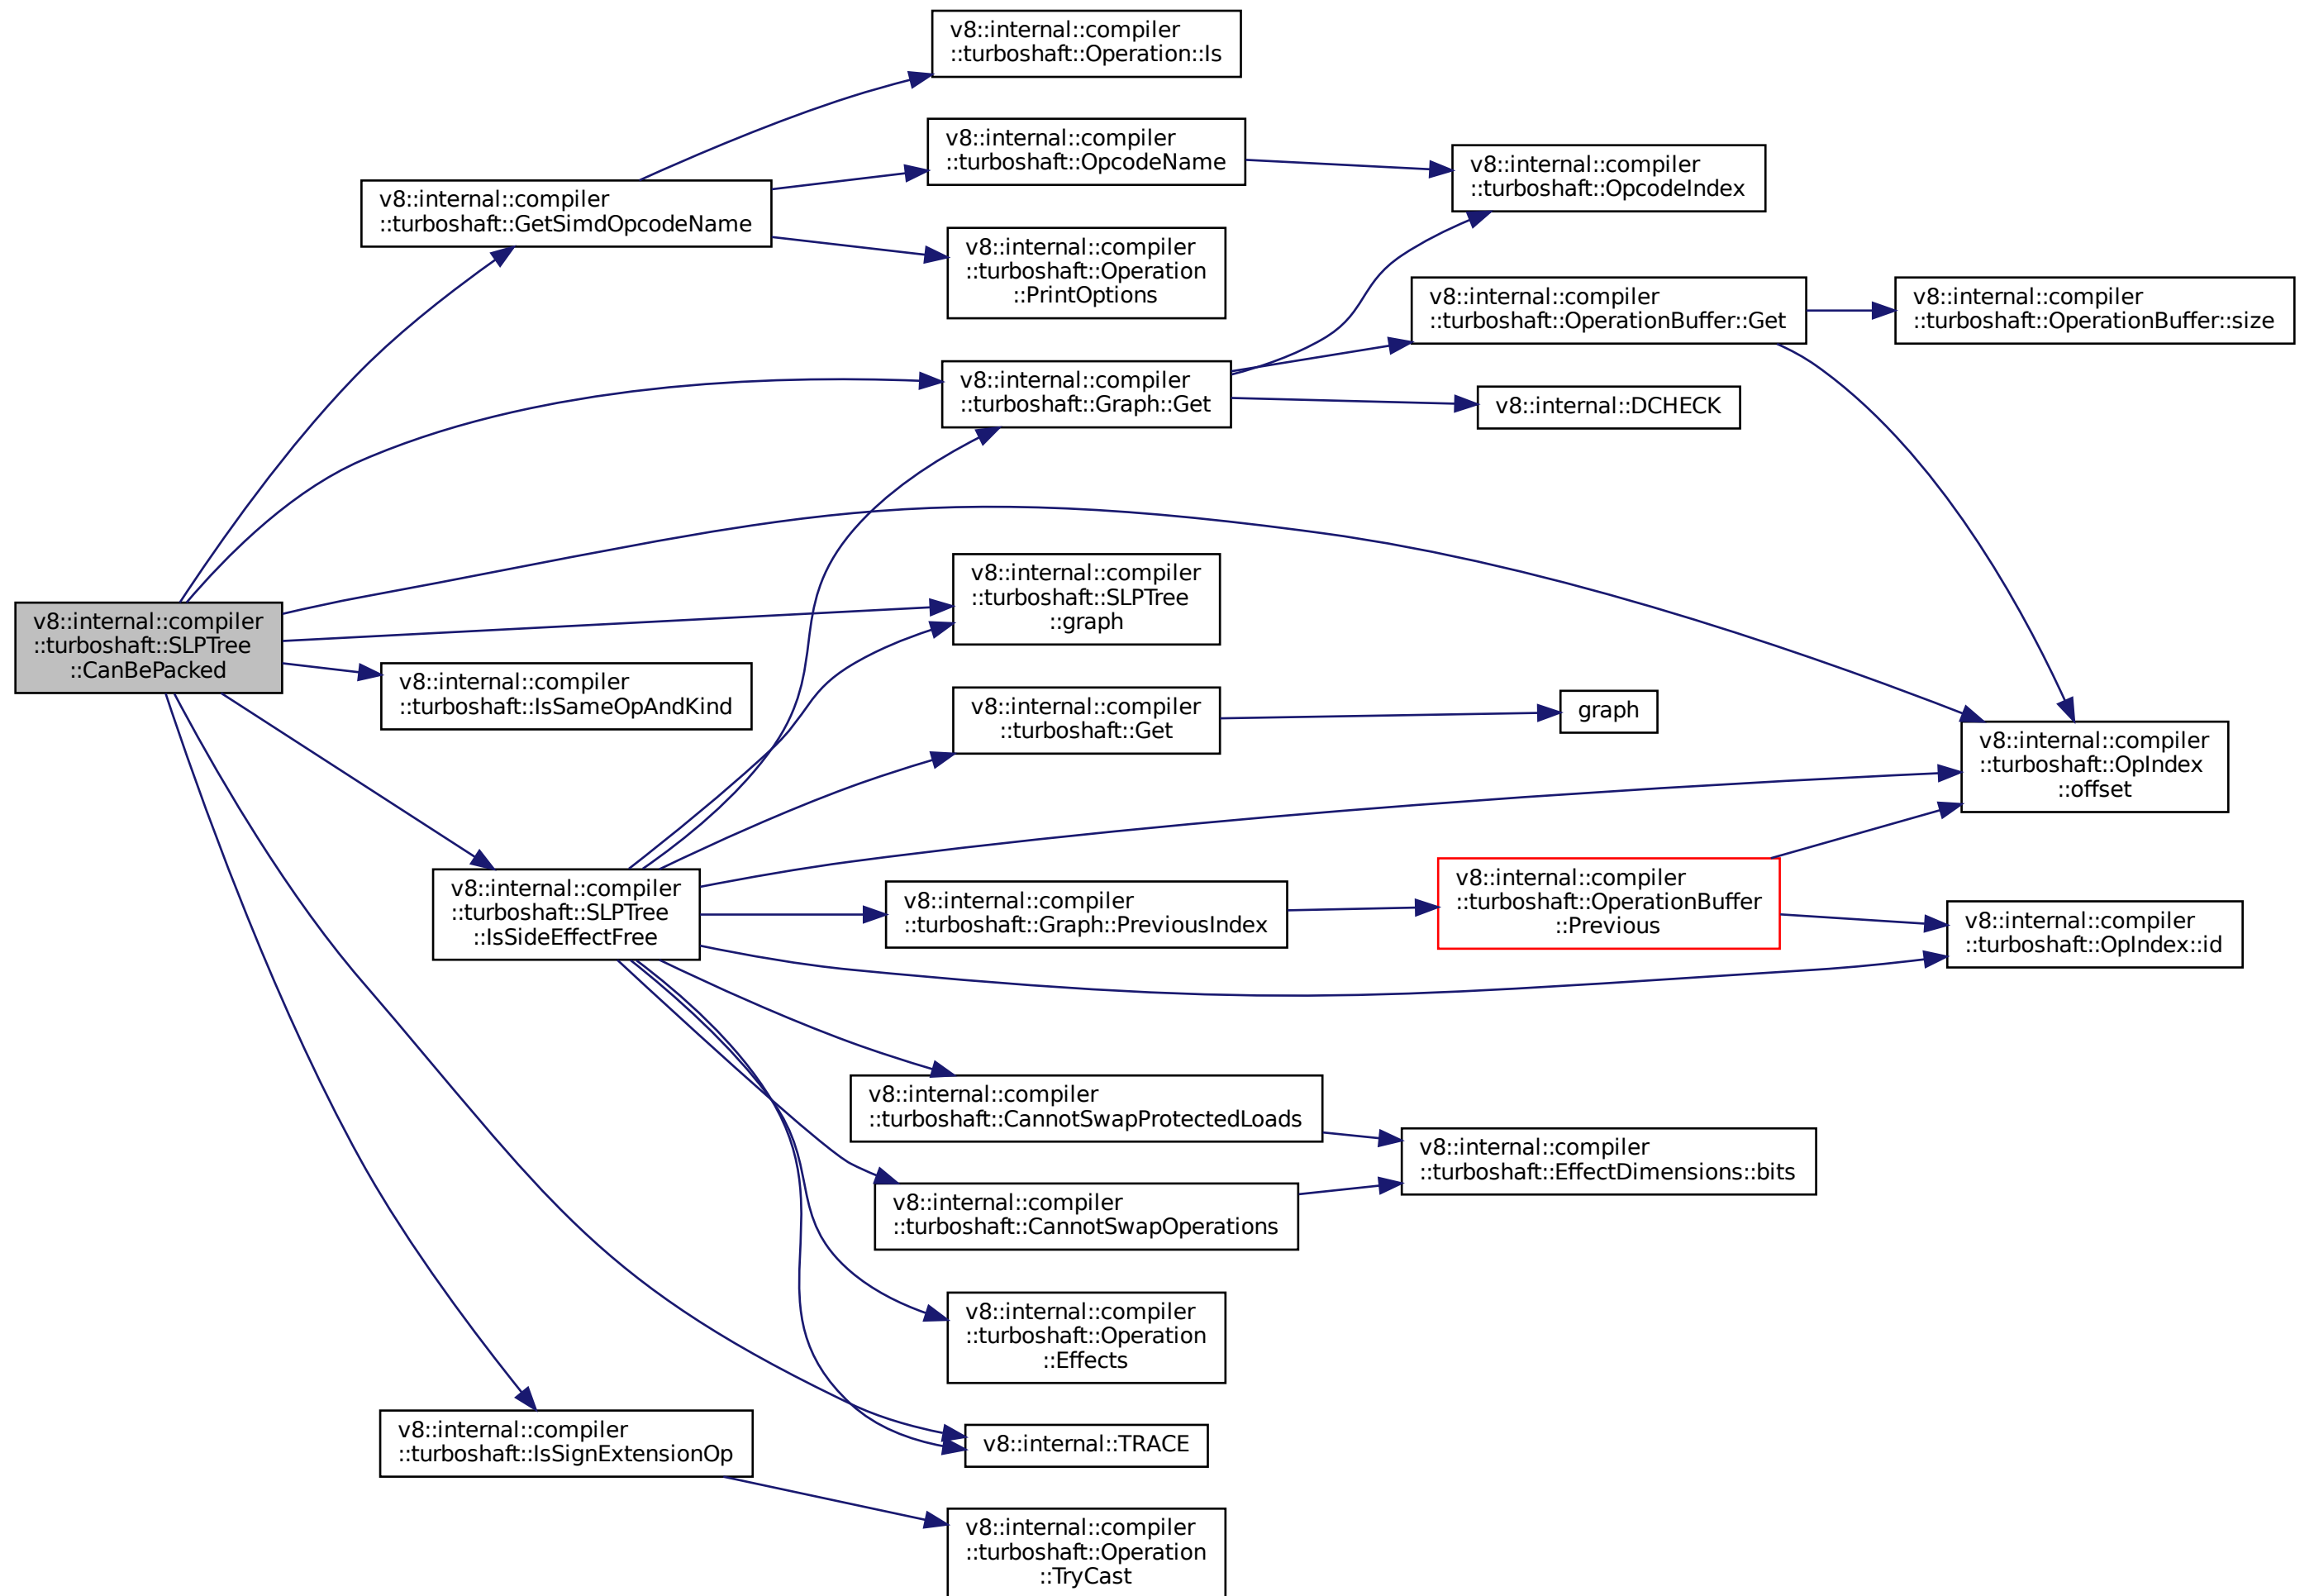 v8::internal::compiler
::turboshaft::Operation::Is
v8::internal::compiler
::turboshaft::OpcodeName
v8::internal::compiler
::turboshaft::OpcodeIndex
v8::internal::compiler
::turboshaft::GetSimdOpcodeName
v8::internal::compiler
::turboshaft::Operation
::PrintOptions
v8::internal::compiler
::turboshaft::OperationBuffer::Get
v8::internal::compiler
::turboshaft::OperationBuffer::size
v8::internal::compiler
::turboshaft::Graph::Get
v8::internal::DCHECK
v8::internal::compiler
::turboshaft::SLPTree
::graph
v8::internal::compiler
::turboshaft::SLPTree
::CanBePacked
v8::internal::compiler
::turboshaft::IsSameOpAndKind
v8::internal::compiler
::turboshaft::Get
graph
v8::internal::compiler
::turboshaft::OpIndex
::offset
v8::internal::compiler
::turboshaft::SLPTree
::IsSideEffectFree
v8::internal::compiler
::turboshaft::Graph::PreviousIndex
v8::internal::compiler
::turboshaft::OperationBuffer
::Previous
v8::internal::compiler
::turboshaft::OpIndex::id
v8::internal::compiler
::turboshaft::CannotSwapProtectedLoads
v8::internal::compiler
::turboshaft::EffectDimensions::bits
v8::internal::compiler
::turboshaft::CannotSwapOperations
v8::internal::compiler
::turboshaft::Operation
::Effects
v8::internal::compiler
::turboshaft::IsSignExtensionOp
v8::internal::TRACE
v8::internal::compiler
::turboshaft::Operation
::TryCast